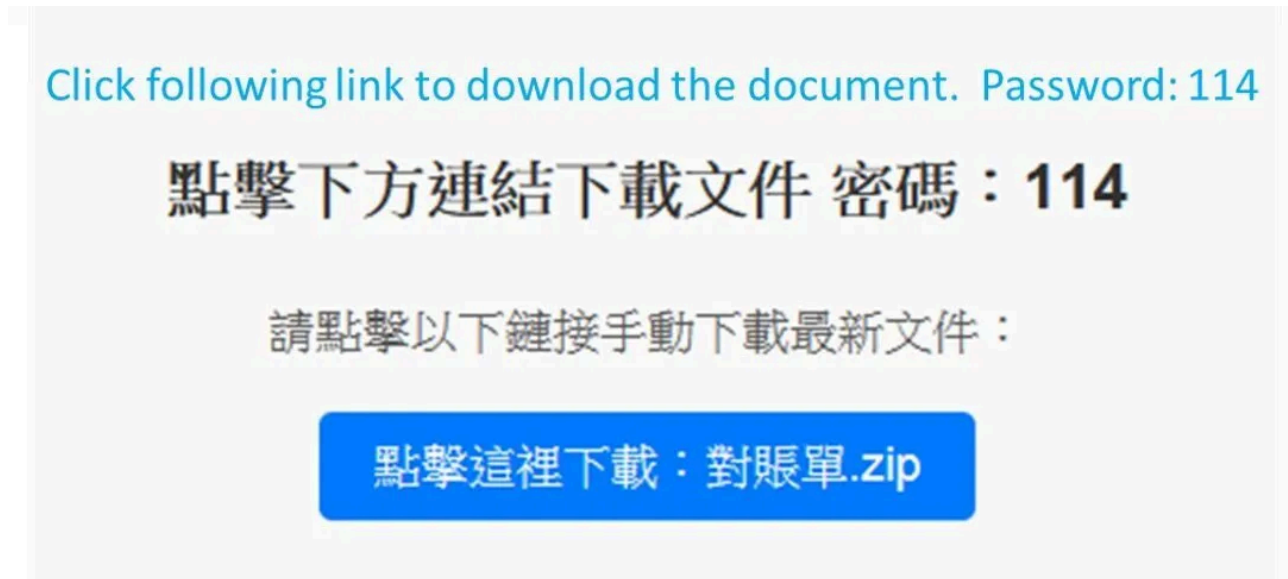 Click following link to download the document. Password: 114
點擊下方連結下載文件 密碼：114
請點擊以下鏈接手動下載最新文件：
點擊這裡下載：對賬單.zip